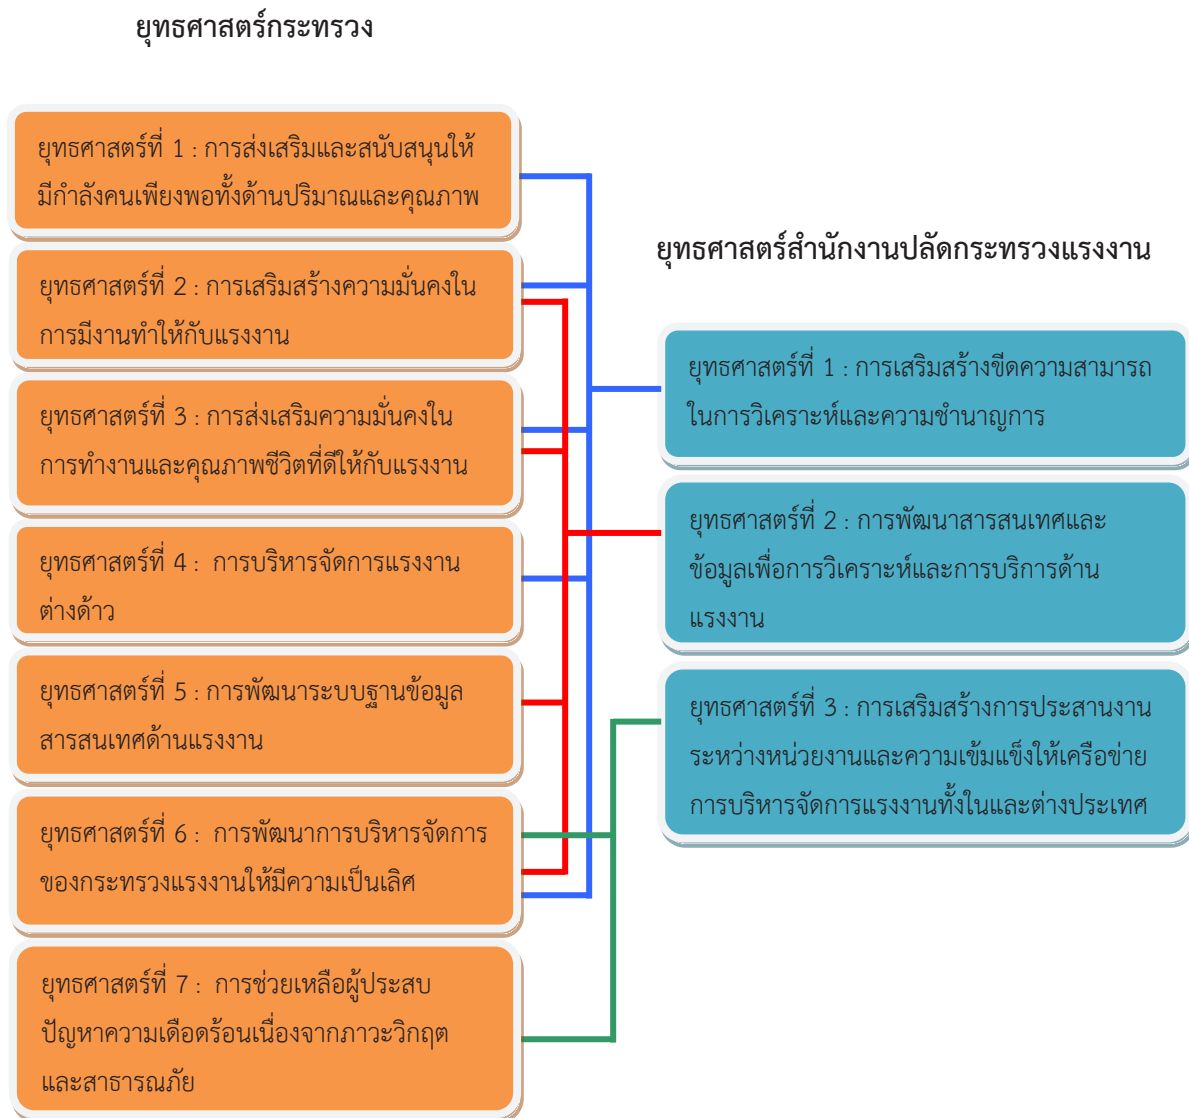 ยุทธศาสตร์กระทรวง
ยุทธศาสตร์ที่ 1 : การส่งเสริมและสนับสนุนให้
มีกำลังคนเพียงพอทั้งด้านปริมาณและคุณภาพ
ยุทธศาสตร์ที่ 2 : การเสริมสร้างความมั่นคงใน
การมีงานทำให้กับแรงงาน
ยุทธศาสตร์ที่ 3 : การส่งเสริมความมั่นคงใน
การทำงานและคุณภาพชีวิตที่ดีให้กับแรงงาน
ยุทธศาสตร์ที่ 4 : การบริหารจัดการแรงงาน
ต่างด้าว
ยุทธศาสตร์ที่ 5 : การพัฒนาระบบฐานข้อมูล
สารสนเทศด้านแรงงาน
ยุทธศาสตร์ที่ 6 : การพัฒนาการบริหารจัดการ
ของกระทรวงแรงงานให้มีความเป็นเลิศ
ยุทธศาสตร์ที่ 7 : การช่วยเหลือผู้ประสบ
ปัญหาความเดือดร้อนเนื่องจากภาวะวิกฤต
และสาธารณภัย
ยุทธศาสตร์สำนักงานปลัดกระทรวงแรงงาน
ยุทธศาสตร์ที่ 1 : การเสริมสร้างขีดความสามารถ
ในการวิเคราะห์และความชำนาญการ
ยุทธศาสตร์ที่ 2 : การพัฒนาสารสนเทศและ
ข้อมูลเพื่อการวิเคราะห์และการบริการด้าน
แรงงาน
ยุทธศาสตร์ที่ 3 : การเสริมสร้างการประสานงาน
ระหว่างหน่วยงานและความเข้มแข็งให้เครือข่าย
การบริหารจัดการแรงงานทั้งในและต่างประเทศ